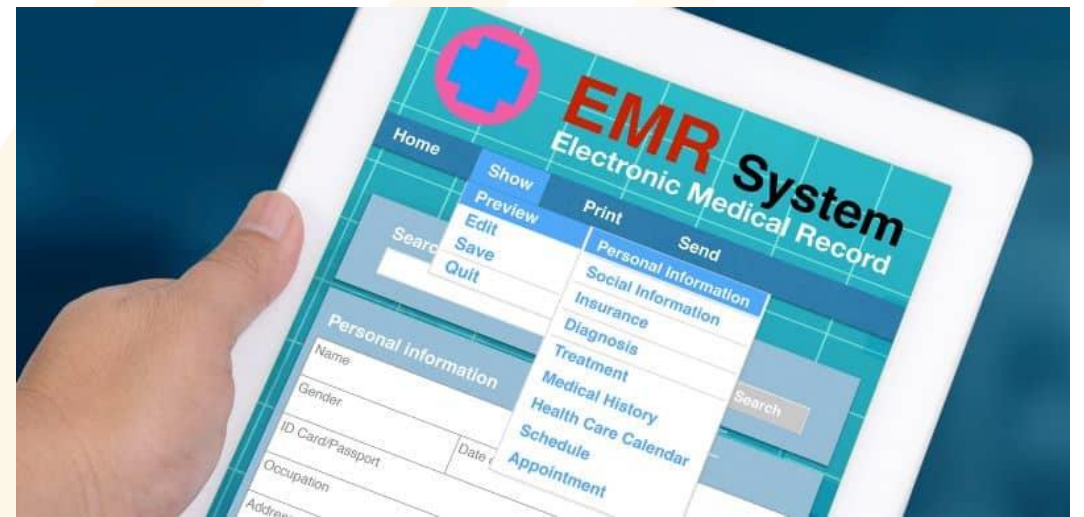 EMR System
Electronic Medical Record
Home
Show
Print
Send
Preview
Edit
Save
Quit
Personal Information
Social Information
Insurance
Diagnosis
Treatment
Medical History
Health Care Calendar
Schedule
Appointment
Search
Personal information
Name
Gender
ID Card/Passport
Date
Occupation